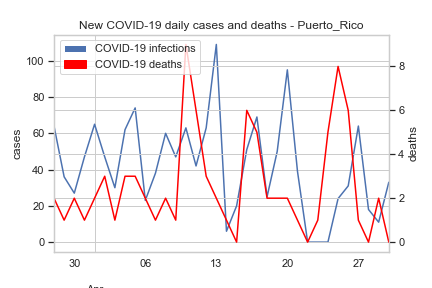 New COVID-19 daily cases and deaths - Puerto_Rico
COVID-19 infections
COVID-19 deaths
100
80
60
40
20
0
cases
8
6
4
2
0
deaths
30 06 13 20 27